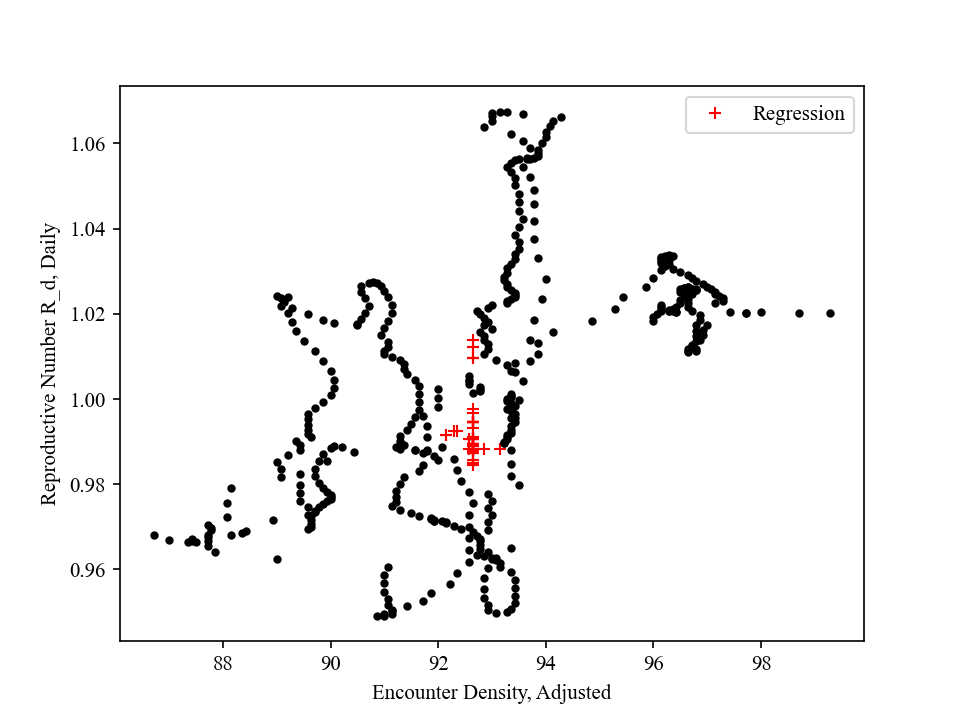 Regression
1.06
1.04
1.02
1.00
0.98
0.96
Reproductive Number R_d, Daily
88 90 92 94 96 98
Encounter Density, Adjusted